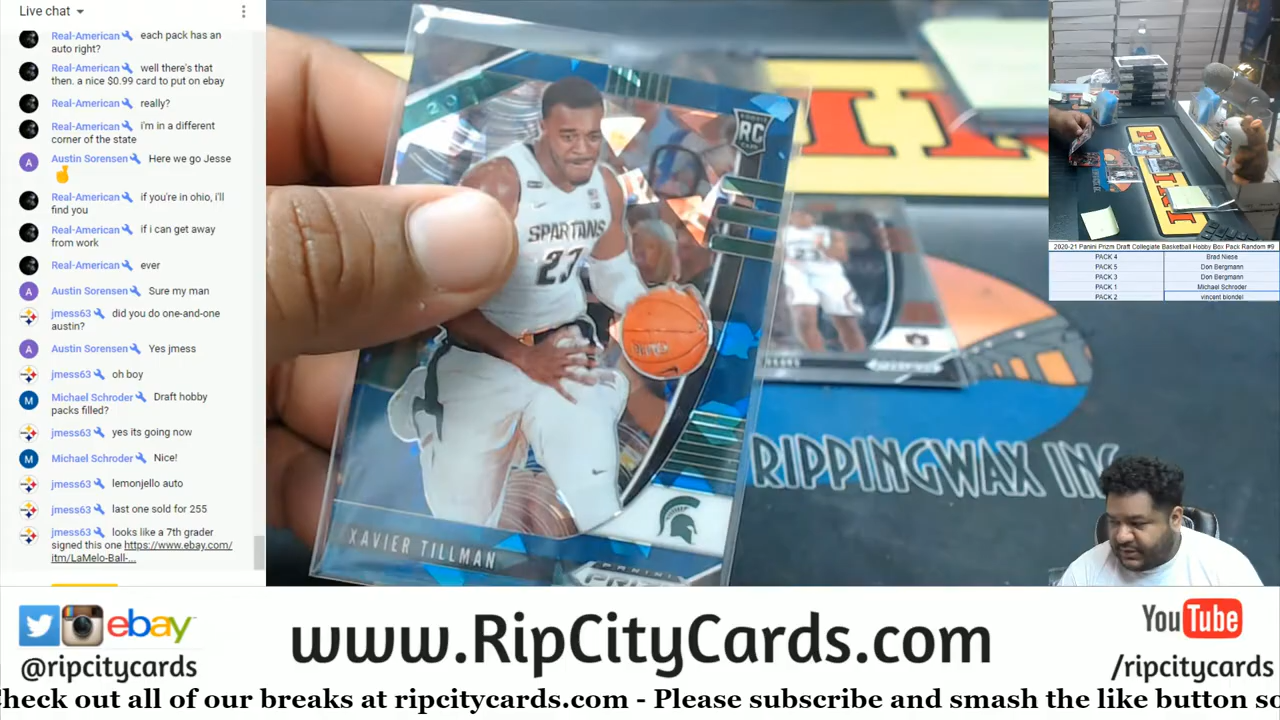 Live chat
Real-American each pack has an
auto right?
Real-American well there's that
then. a nice $0.99 card to put on ebay
Real-American really?
Real-American i'm in a different
corner of the state
Austin Sorensen Here we go Jesse
Real-American if you're in ohio, i'll
find you
Real-American if i can get away
from work
Real-American ever
Austin Sorensen Sure my man
jmess63 did you do one-and-one
austin?
Austin Sorensen Yes jmess
jmess63 oh boy
Michael Schroder Draft hobby
packs filled?
jmess63 yes its going now
Michael Schroder Nice!
jmess63 lemonjello auto
jmess63 last one sold for 255
jmess63 looks like a 7th grader
signed this one https://www.ebay.com/
itm/LaMelo-Ball-...
20
ROOKIE
RC
CARD
SPARTANS
23
XAVIER TILLMAN
PANINI
PRIZM
RIPPINGWAX INC
2020-21 Panini Prizm Draft Collegiate Basketball Hobby Box Pack Random #9
PACK 4 Brad Niese
PACK 5 Don Bergmann
PACK 3 Don Bergmann
PACK 1 Michael Schroder
PACK 2 vincent blondel
ebay
@ripcitycards
www.RipCityCards.com
YouTube
/ripcitycards
Check out all of our breaks at ripcitycards.com - Please subscribe and smash the like button so